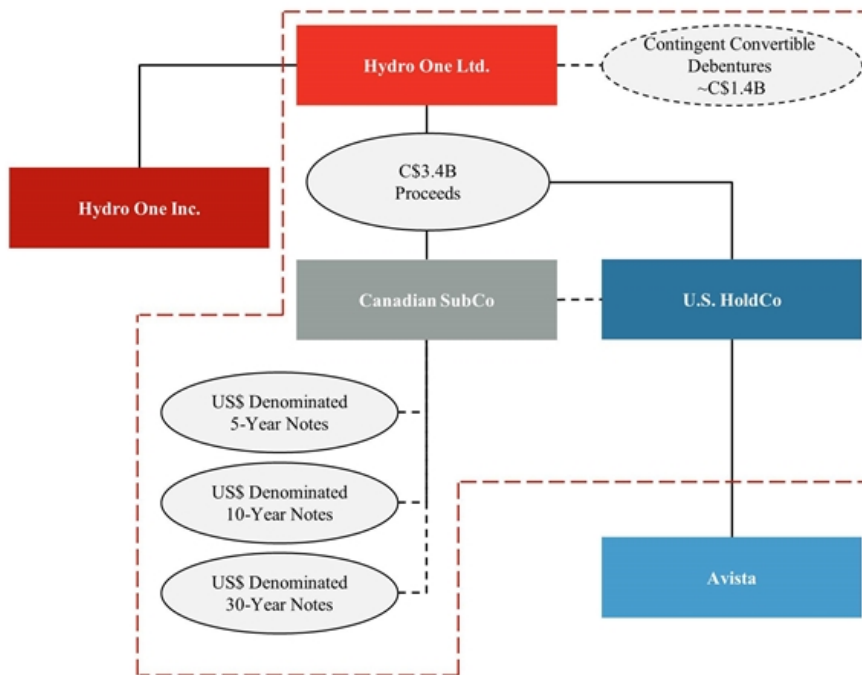 Hydro One Ltd.
Contingent Convertible
Debentures
~C$1.4B
C$3.4B
Proceeds
Hydro One Inc.
Canadian SubCo
U.S. HoldCo
US$ Denominated
5-Year Notes
US$ Denominated
10-Year Notes
US$ Denominated
30-Year Notes
Avista